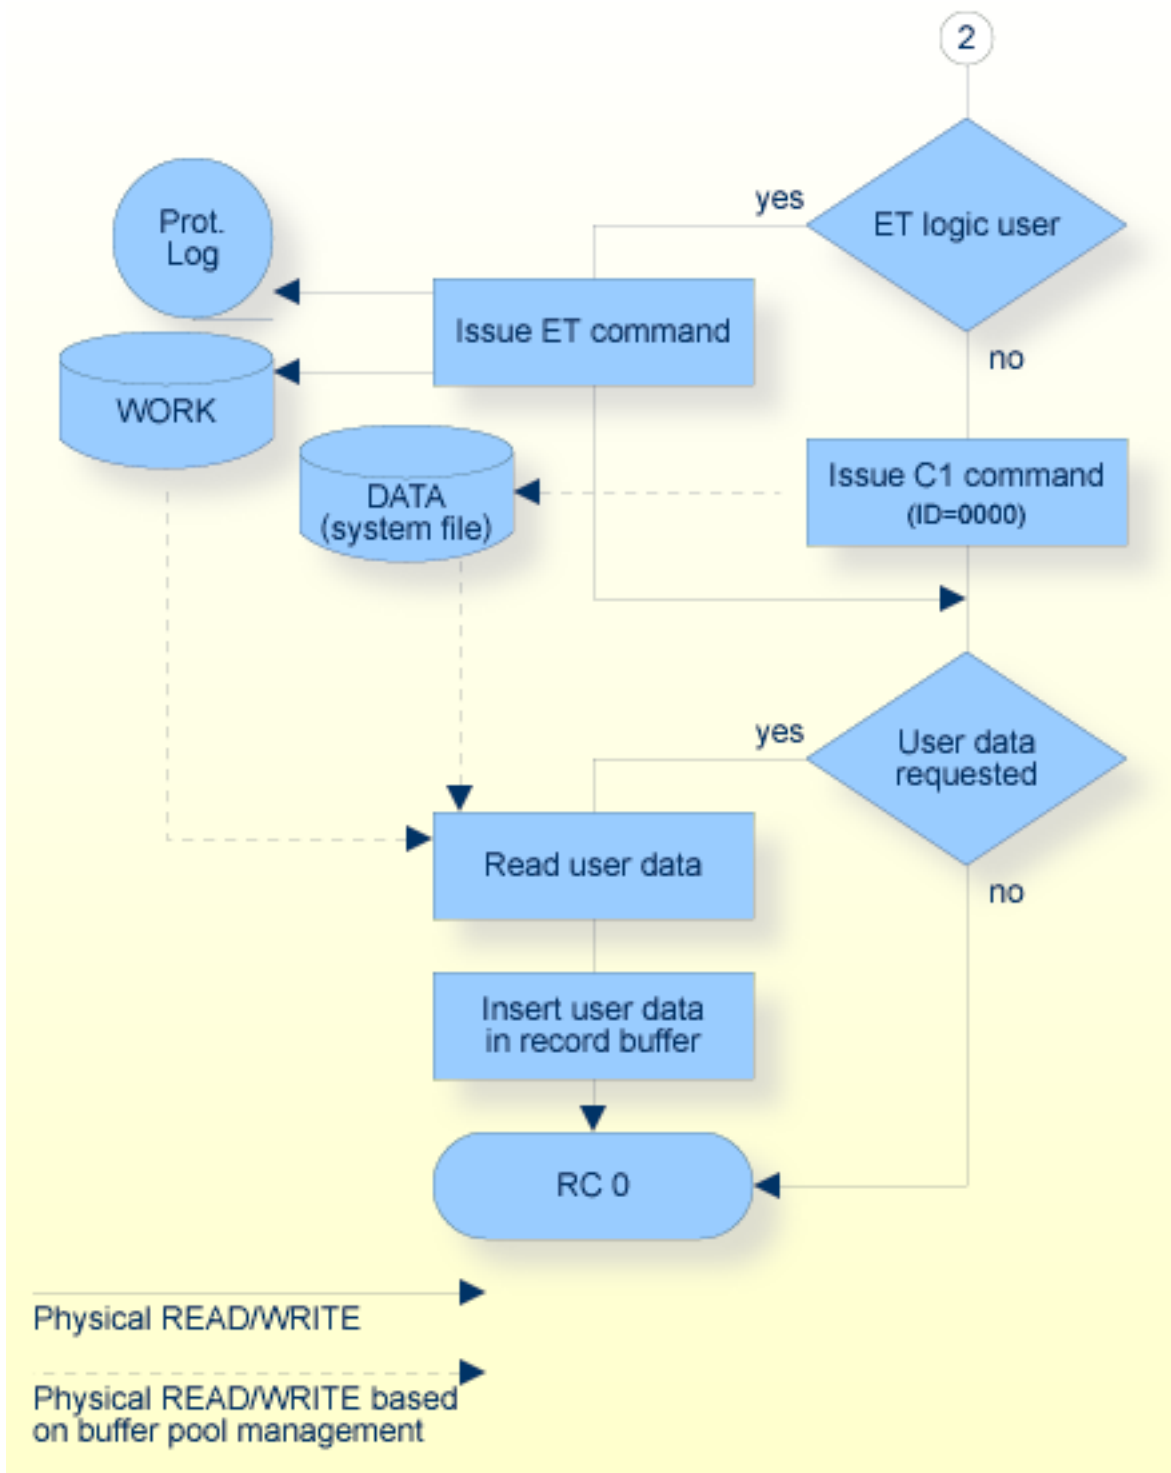 2
yes
ET logic user
Prot.
Log
Issue ET command
no
WORK
Issue C1 command
(ID=0000)
DATA
(system file)
yes
User data
requested
Read user data
no
Insert user data
in record buffer
RC 0
Physical READ/WRITE
Physical READ/WRITE based
on buffer pool management